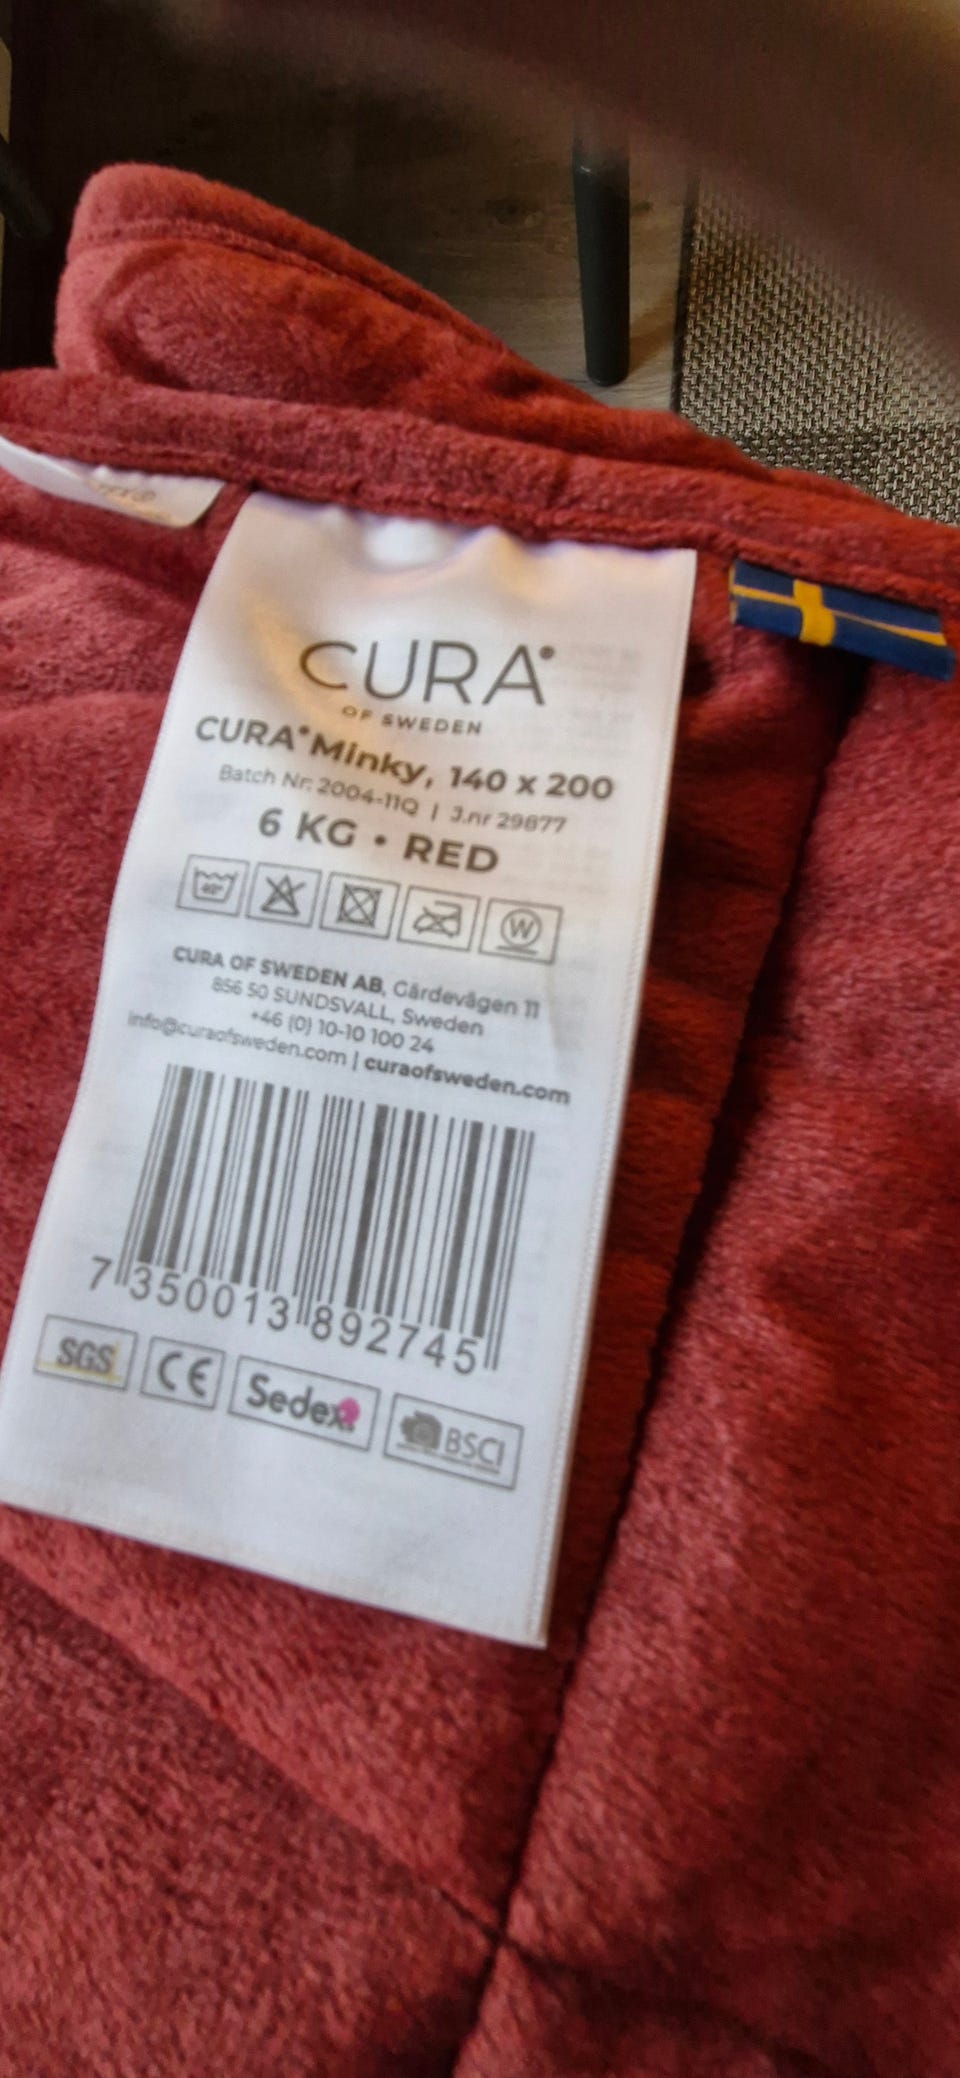 CURA®
OF SWEDEN
CURA®Minky, 140 x 200
Batch Nr: 2004-11Q | J.nr 29877
6 KG • RED
40°
W
CURA OF SWEDEN AB, Gärdevägen 11
856 50 SUNDSVALL, Sweden
+46 (0) 10-10 100 24
info@curaofsweden.com | curaofsweden.com
7 350013 892745
SGS CE Sedex BSCI